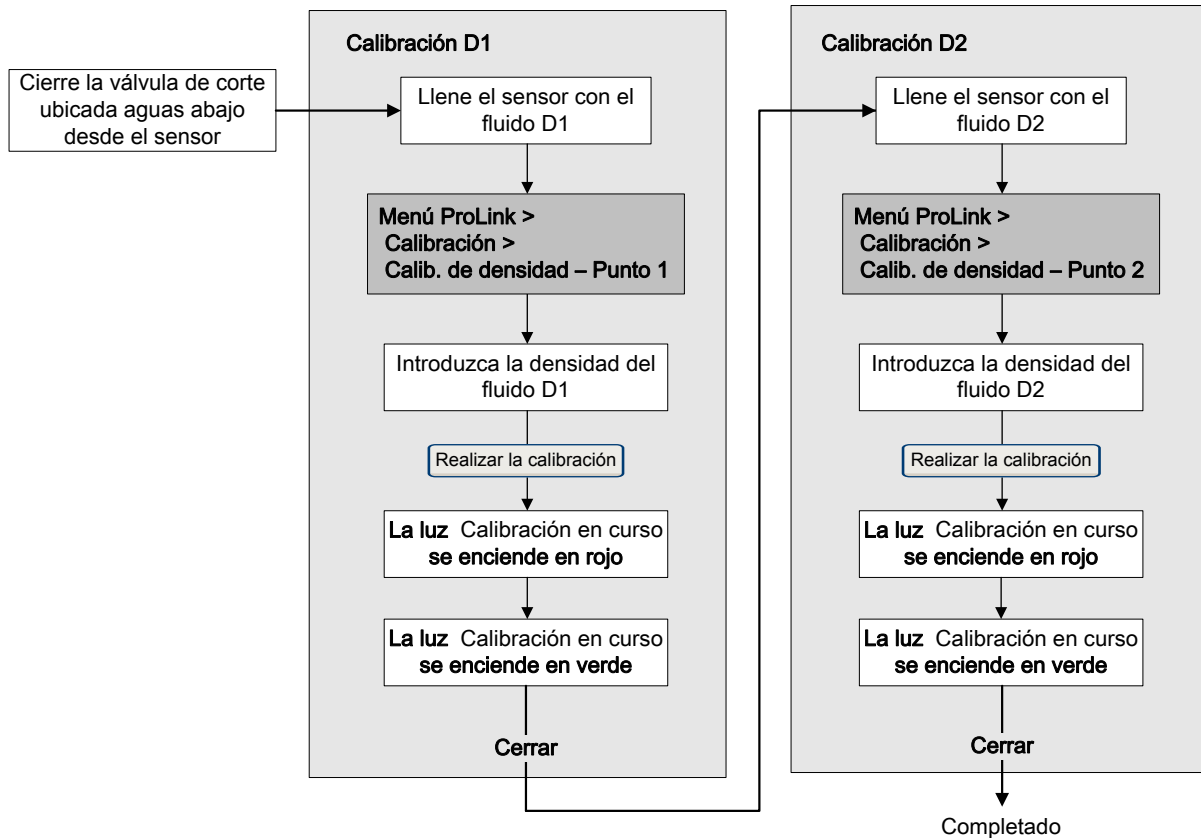 Cierre la válvula de corte
ubicada aguas abajo
desde el sensor
Calibración D1
Llene el sensor con el
fluido D1
Menú ProLink >
Calibración >
Calib. de densidad – Punto 1
Introduzca la densidad del
fluido D1
Realizar la calibración
La luz Calibración en curso
se enciende en rojo
La luz Calibración en curso
se enciende en verde
Cerrar
Calibración D2
Llene el sensor con el
fluido D2
Menú ProLink >
Calibración >
Calib. de densidad – Punto 2
Introduzca la densidad del
fluido D2
Realizar la calibración
La luz Calibración en curso
se enciende en rojo
La luz Calibración en curso
se enciende en verde
Cerrar
Completado